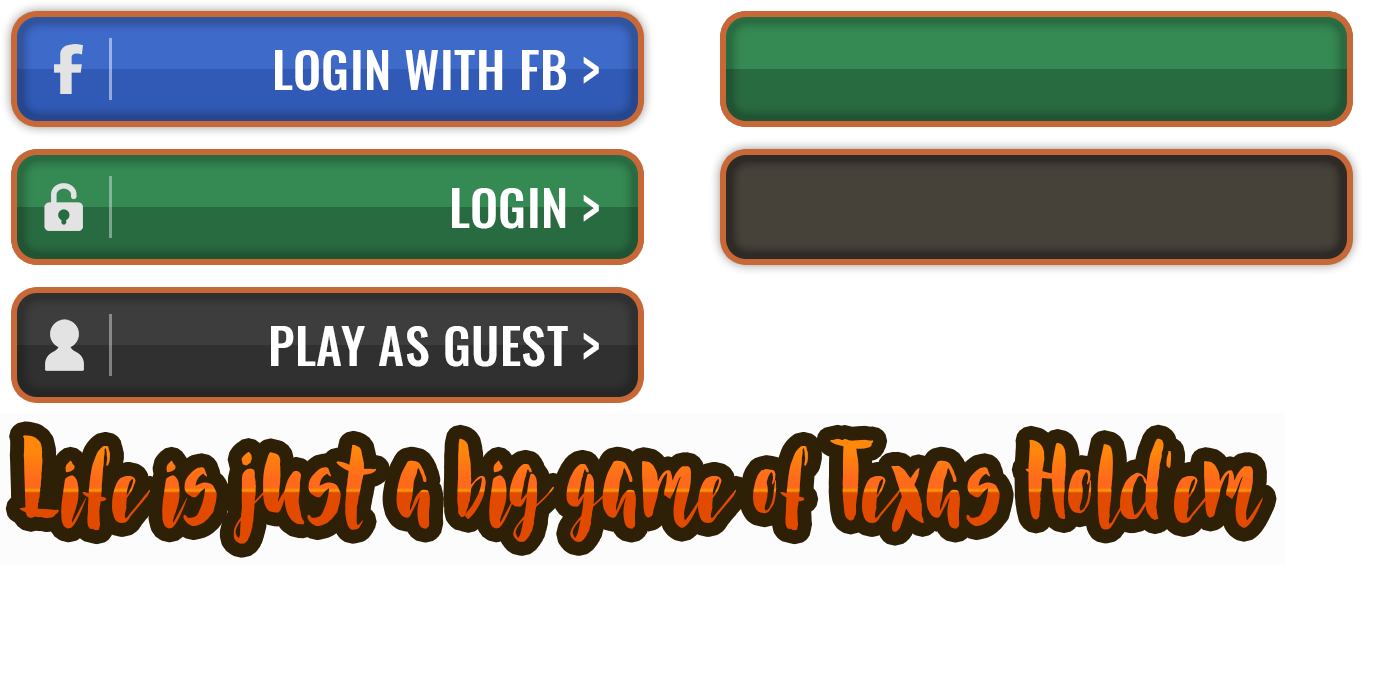 LOGIN WITH FB >
LOGIN >
PLAY AS GUEST >
Life is just a big game of Texas Hold'em